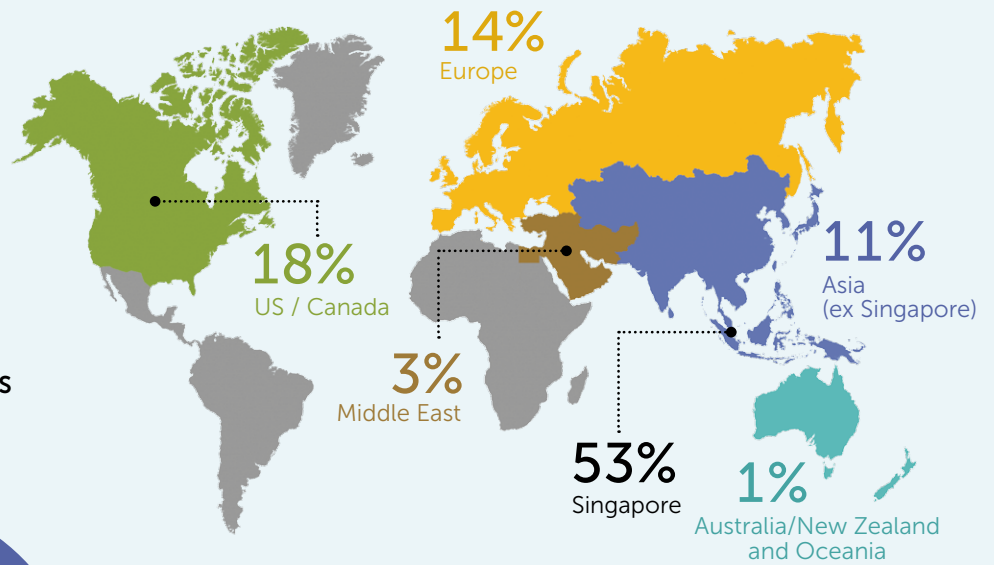 14%
Europe
18%
US / Canada
11%
Asia
(ex Singapore)
3%
Middle East
s
53%
Singapore
1%
Australia/New Zealand
and Oceania